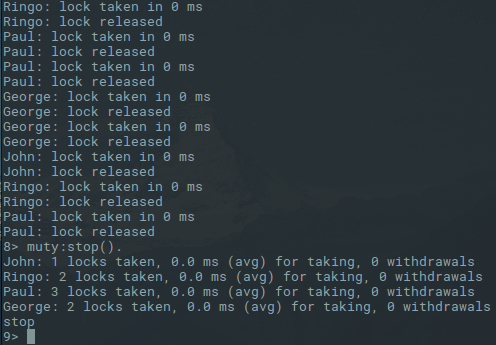 Ringo: lock taken in 0 ms
Ringo: lock released
Paul: lock taken in 0 ms
Paul: lock released
Paul: lock taken in 0 ms
Paul: lock released
George: lock taken in 0 ms
George: lock released
George: lock taken in 0 ms
George: lock released
John: lock taken in 0 ms
John: lock released
Ringo: lock taken in 0 ms
Ringo: lock released
Paul: lock taken in 0 ms
Paul: lock released
8> muty:stop().
John: 1 locks taken, 0.0 ms (avg) for taking, 0 withdrawals
Ringo: 2 locks taken, 0.0 ms (avg) for taking, 0 withdrawals
Paul: 3 locks taken, 0.0 ms (avg) for taking, 0 withdrawals
George: 2 locks taken, 0.0 ms (avg) for taking, 0 withdrawals
stop
9>